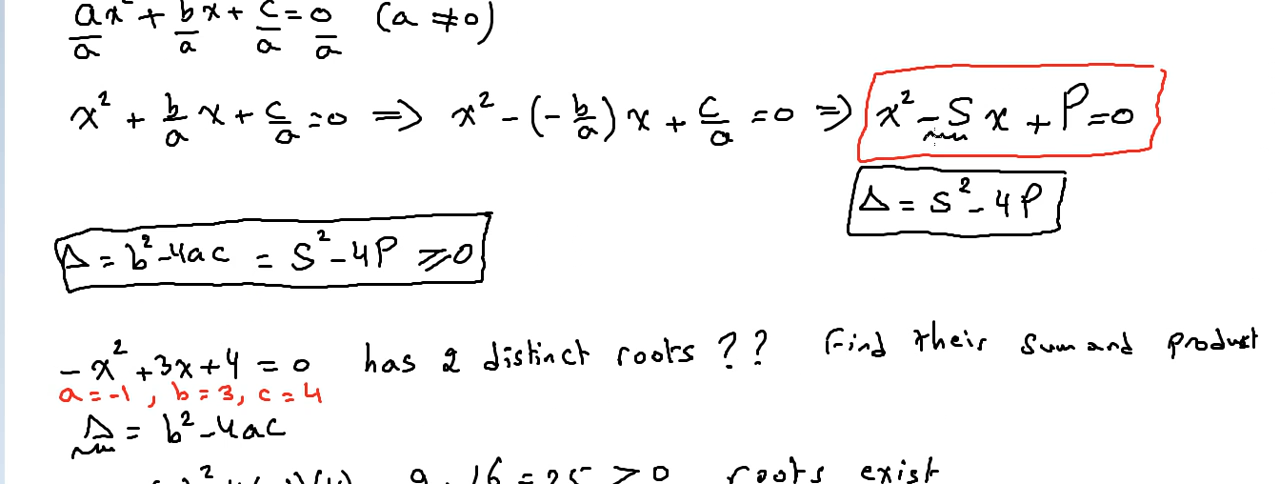 ax²/a + bx/a + c/a = 0/a (a ≠ 0)
x² + b/a x + c/a = 0 ⇒ x² - (-b/a) x + c/a = 0 ⇒ x² - S x + P = 0
Δ = S² - 4P
Δ = b² - 4ac = S² - 4P ⩾ 0
-x² + 3x + 4 = 0 has 2 distinct roots ?? Find their sum and product
a = -1, b = 3, c = 4
Δ = b² - 4ac
= 25 > 0 roots exist